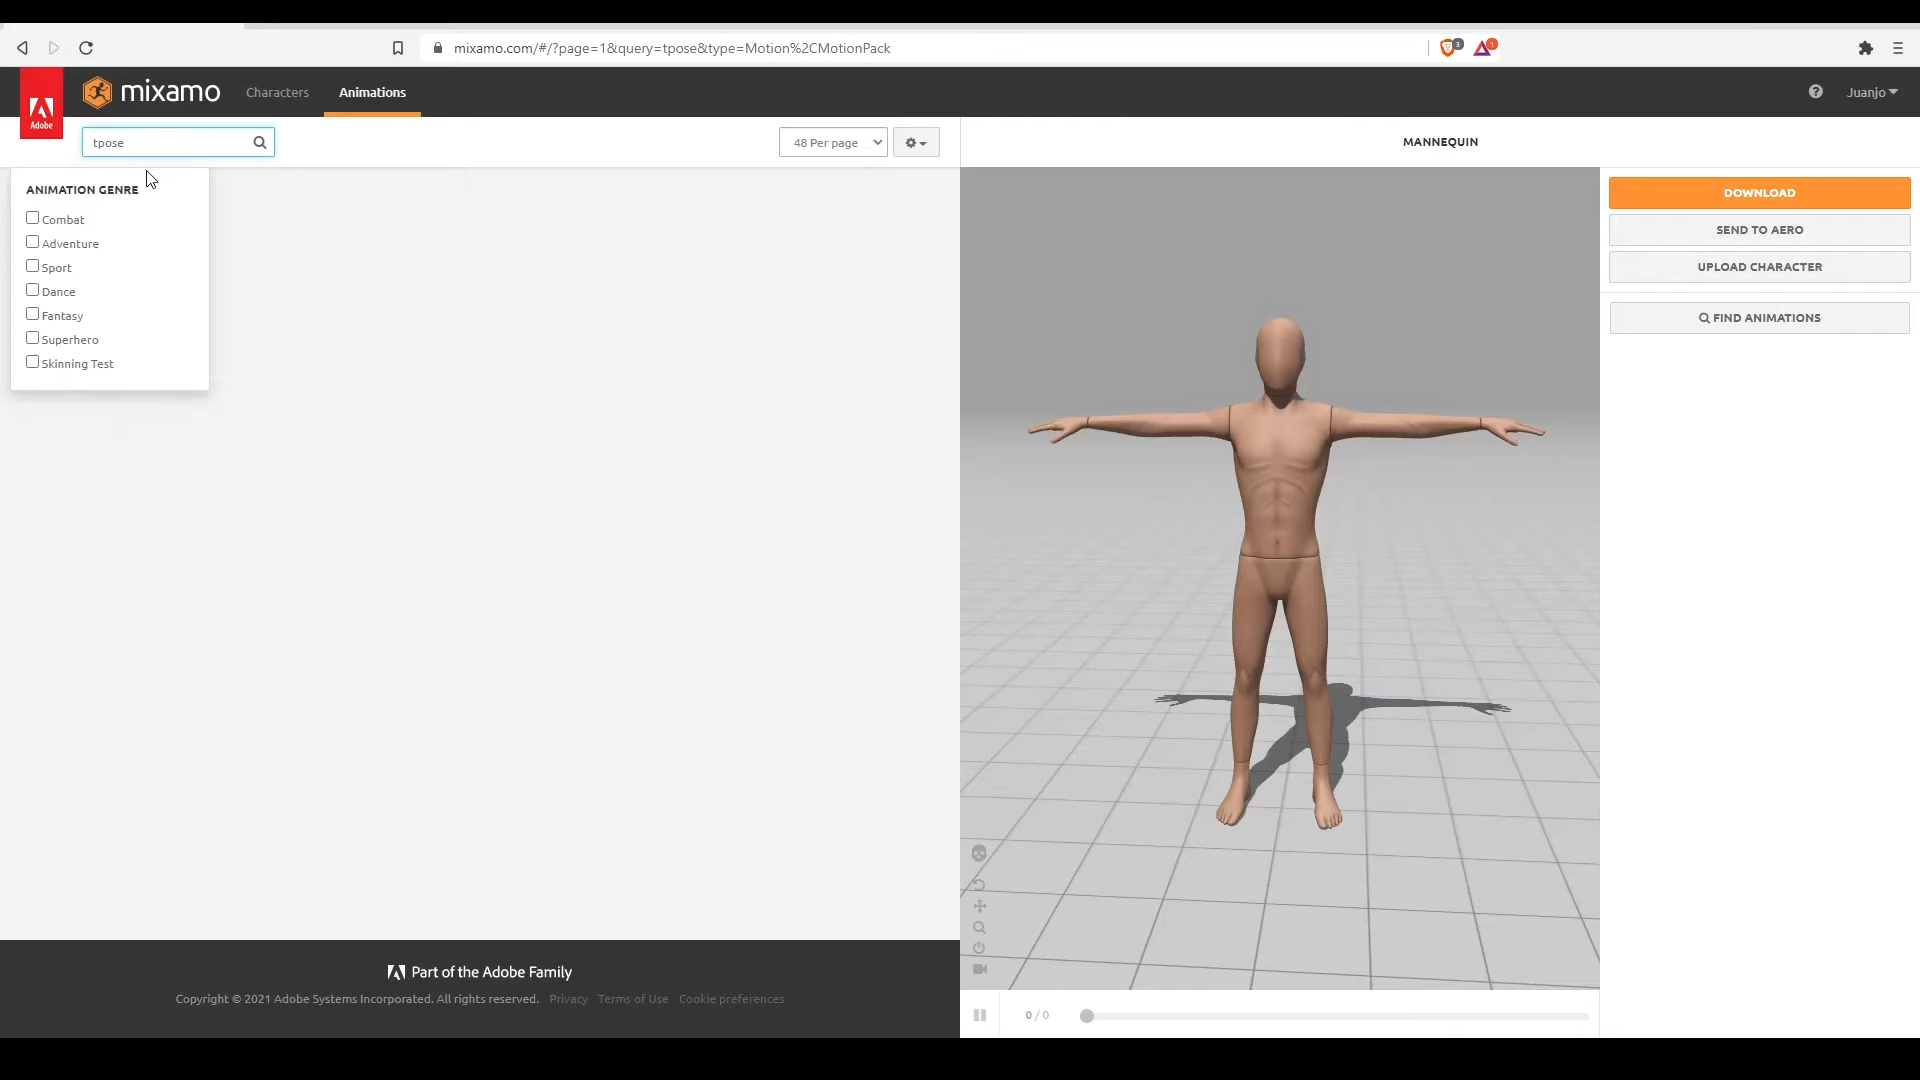 mixamo.com/#/?page=1&query=tpose&type=Motion%2CMotionPack
3
1
Adobe
mixamo
Characters
Animations
Juanjo
tpose
48 Per page
MANNEQUIN
ANIMATION GENRE
Combat
Adventure
Sport
Dance
Fantasy
Superhero
Skinning Test
DOWNLOAD
SEND TO AERO
UPLOAD CHARACTER
FIND ANIMATIONS
Part of the Adobe Family
Copyright © 2021 Adobe Systems Incorporated. All rights reserved. Privacy Terms of Use Cookie preferences
0 / 0